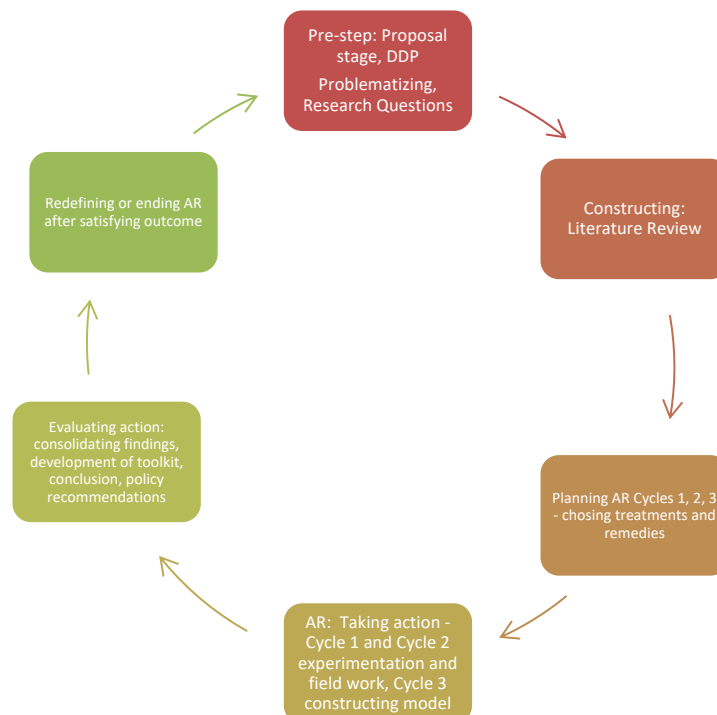 Pre-step: Proposal
stage, DDP
Problematizing,
Research Questions
Constructing:
Literature Review
Planning AR Cycles 1, 2, 3
- chosing treatments and
remedies
AR:  Taking action -
Cycle 1 and Cycle 2
experimentation and
field work, Cycle 3
constructing model
Evaluating action:
consolidating findings,
development of toolkit,
conclusion, policy
recommendations
Redefining or ending AR
after satisfying outcome